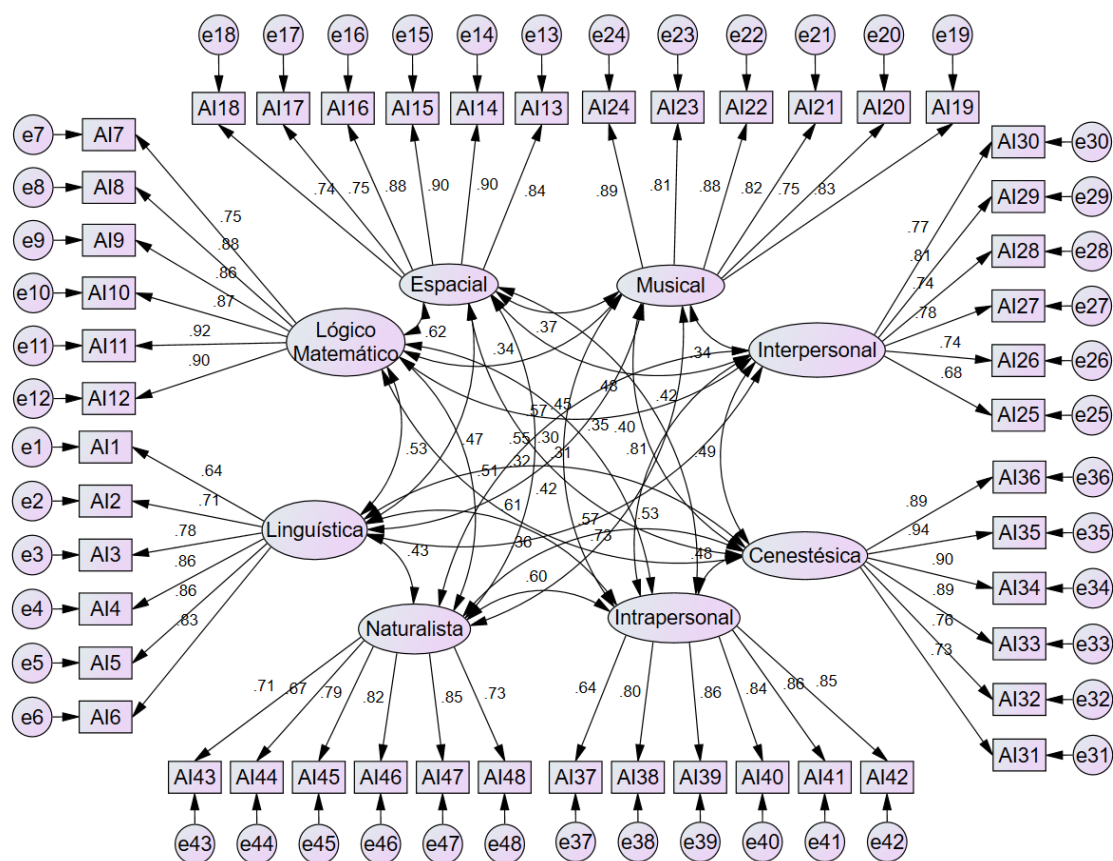 e18 e17 e16 e15 e14 e13 e24 e23 e22 e21 e20 e19
AI18 AI17 AI16 AI15 AI14 AI13 AI24 AI23 AI22 AI21 AI20 AI19
e7 AI7
e8 AI8
e9 AI9
e10 AI10
e11 AI11
e12 AI12
.75
.88
.86
.87
.92
.90
.74 .75 .88 .90 .90 .84
.89 .81 .88 .82 .75 .83
AI30 e30
AI29 e29
AI28 e28
AI27 e27
AI26 e26
AI25 e25
.77
.81
.74
.78
.74
.68
Espacial
Musical
Lógico
Matemático
Interpersonal
.62 .37
.34 .34
.48 .42
.57 .45 .35 .40
.53 .47 .55 .30 .31 .81 .49
.51 .32
.42
.61 .57 .73 .53
.43 .36 .48
.60
e1 AI1
e2 AI2
e3 AI3
e4 AI4
e5 AI5
e6 AI6
.64
.71
.78
.86
.86
.83
Linguística
Cenestésica
Naturalista
Intrapersonal
AI36 e36
AI35 e35
AI34 e34
AI33 e33
AI32 e32
AI31 e31
.89
.94
.90
.89
.76
.73
.71 .67 .79 .82 .85 .73
.64 .80 .86 .84 .86 .85
AI43 AI44 AI45 AI46 AI47 AI48 AI37 AI38 AI39 AI40 AI41 AI42
e43 e44 e45 e46 e47 e48 e37 e38 e39 e40 e41 e42